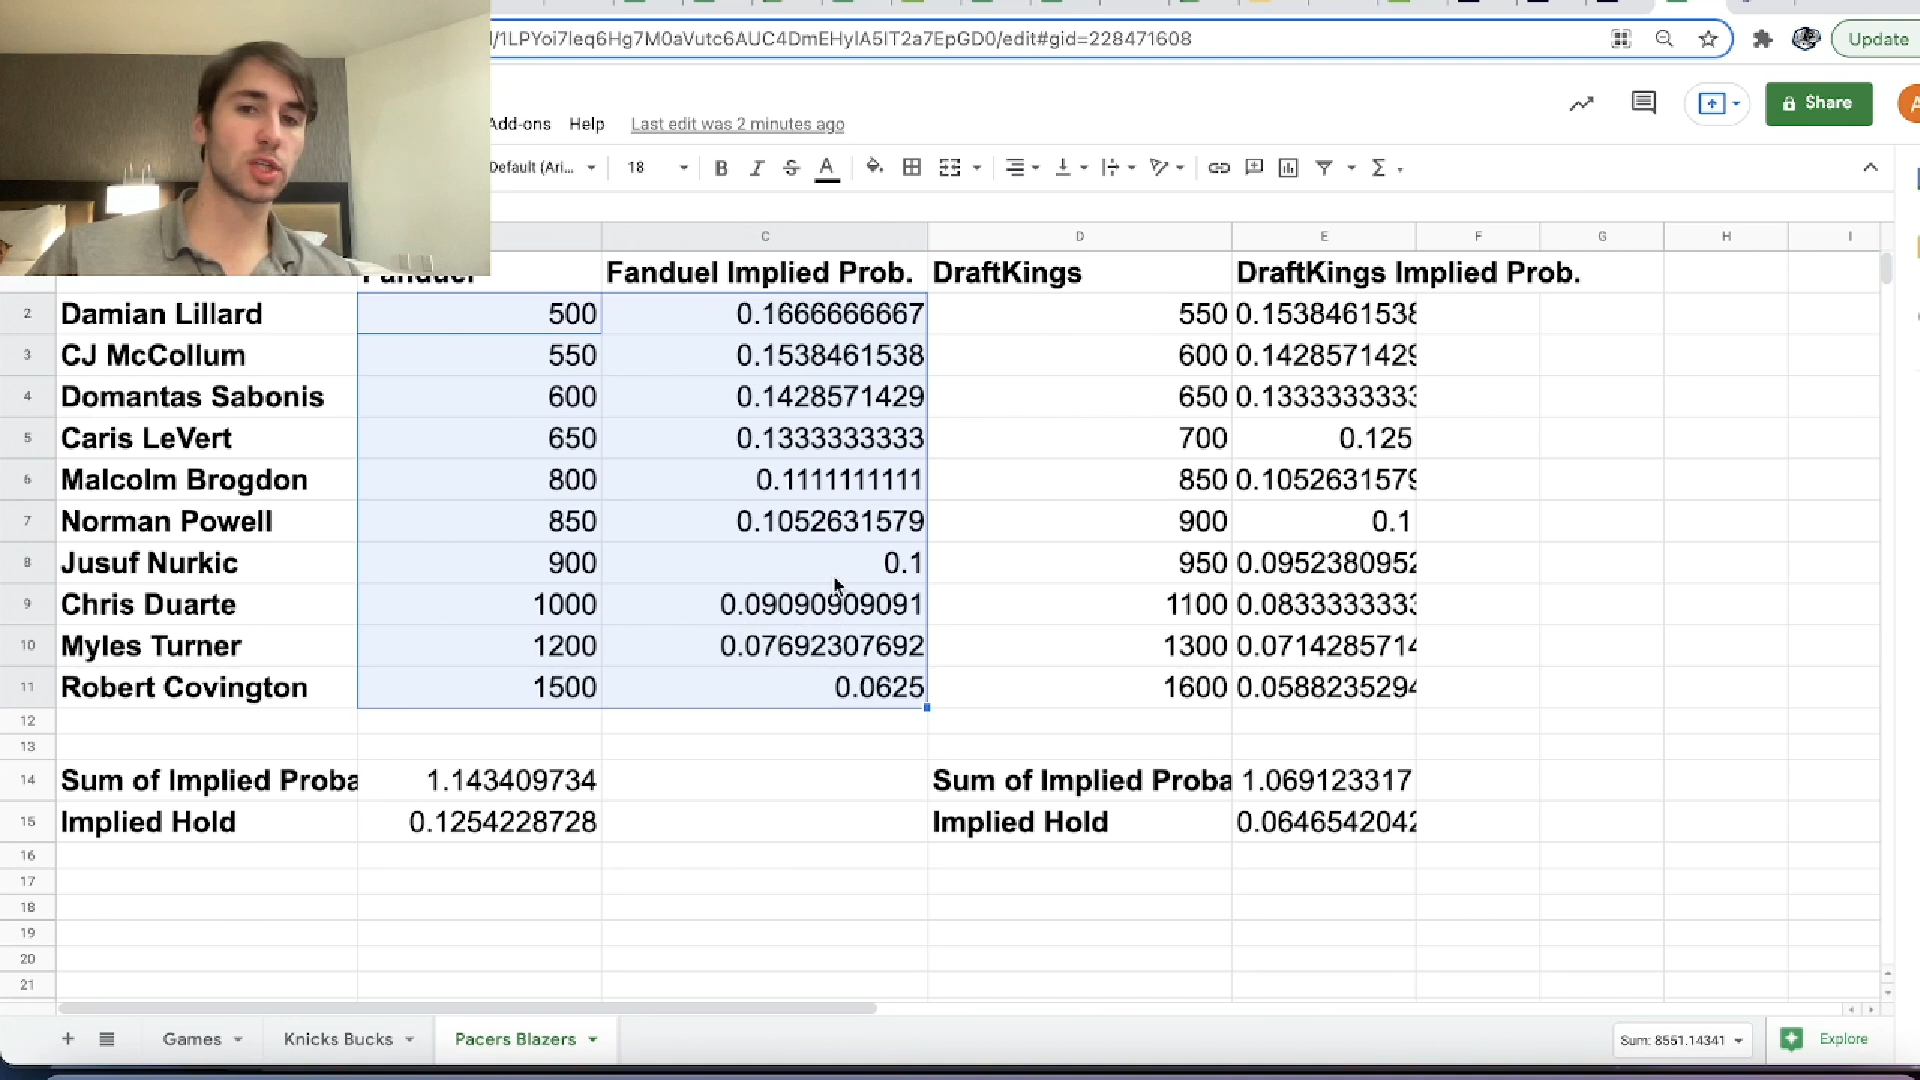 l/1LPYoi7leq6Hg7M0aVutc6AUC4DmEHylA5IT2a7EpGD0/edit#gid=228471608
Update
Add-ons Help Last edit was 2 minutes ago
Share
A
Default (Ari... 18
C D E F G H I
Fanduel Fanduel Implied Prob. DraftKings DraftKings Implied Prob.
2 Damian Lillard 500 0.1666666667 550 0.1538461538
3 CJ McCollum 550 0.1538461538 600 0.1428571429
4 Domantas Sabonis 600 0.1428571429 650 0.1333333333
5 Caris LeVert 650 0.1333333333 700 0.125
6 Malcolm Brogdon 800 0.1111111111 850 0.1052631579
7 Norman Powell 850 0.1052631579 900 0.1
8 Jusuf Nurkic 900 0.1 950 0.0952380952
9 Chris Duarte 1000 0.09090909091 1100 0.0833333333
10 Myles Turner 1200 0.07692307692 1300 0.0714285714
11 Robert Covington 1500 0.0625 1600 0.0588235294
12
13
14 Sum of Implied Proba 1.143409734 Sum of Implied Proba 1.069123317
15 Implied Hold 0.1254228728 Implied Hold 0.0646542042
16
17
18
19
20
21
Games Knicks Bucks Pacers Blazers Sum: 8551.14341 Explore